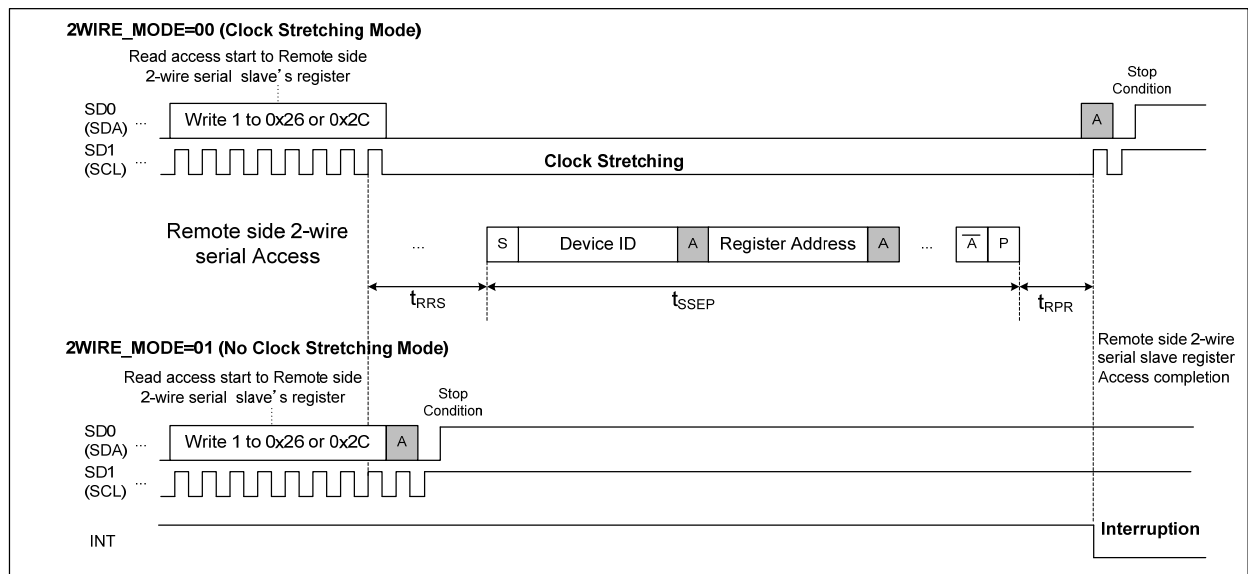 2WIRE_MODE=00 (Clock Stretching Mode)
Read access start to Remote side
2-wire serial slave's register
Stop
Condition
SD0
(SDA) ...
Write 1 to 0x26 or 0x2C
A
SD1
(SCL) ...
Clock Stretching
Remote side 2-wire
serial Access
...
S
Device ID
A
Register Address
A
...
A̅
P
tRRS
tSSEP
tRPR
2WIRE_MODE=01 (No Clock Stretching Mode)
Remote side 2-wire
serial slave register
Access completion
Read access start to Remote side
2-wire serial slave's register
Stop
Condition
SD0
(SDA) ...
Write 1 to 0x26 or 0x2C
A
SD1
(SCL) ...
INT
Interruption